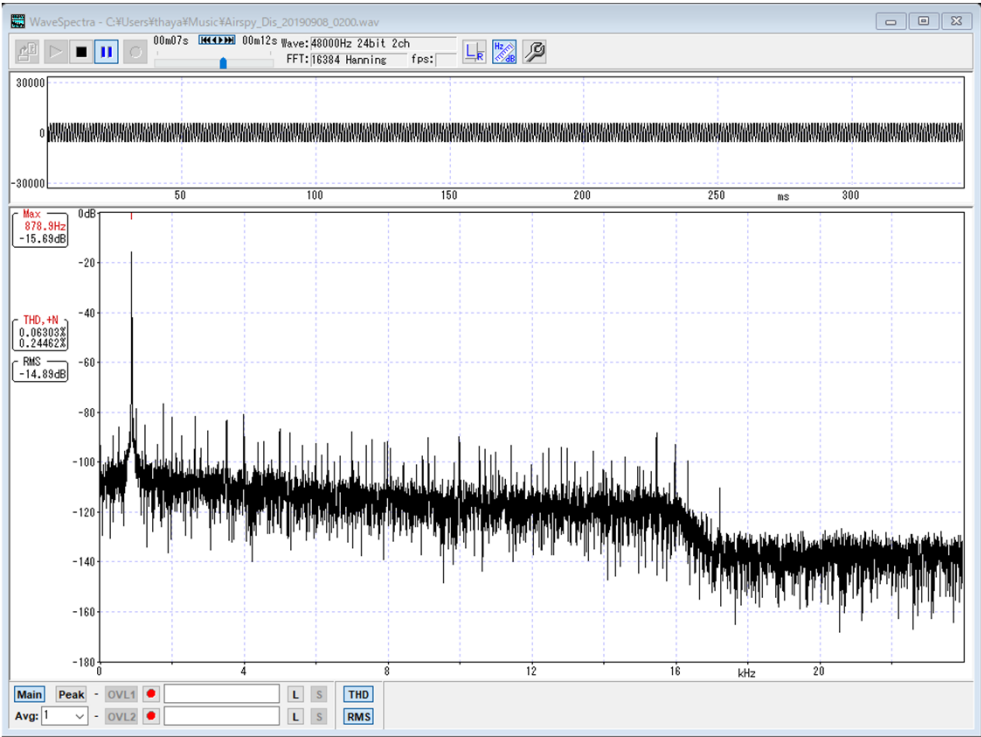 WaveSpectra - C:¥Users¥thaya¥Music¥Airspy_Dis_20190908_0200.wav
00m07s 00m12s Wave: 48000Hz 24bit 2ch
FFT: 16384 Hanning fps:
L R Hz dB
30000
0
-30000
50 100 150 200 250 ms 300
Max
878.9Hz
-15.69dB
THD,+N
0.06303%
0.24462%
RMS
-14.89dB
0dB
-20
-40
-60
-80
-100
-120
-140
-160
-180
0 4 8 12 16 kHz 20
Main Peak - OVL1 L S THD
Avg: 1 - OVL2 L S RMS